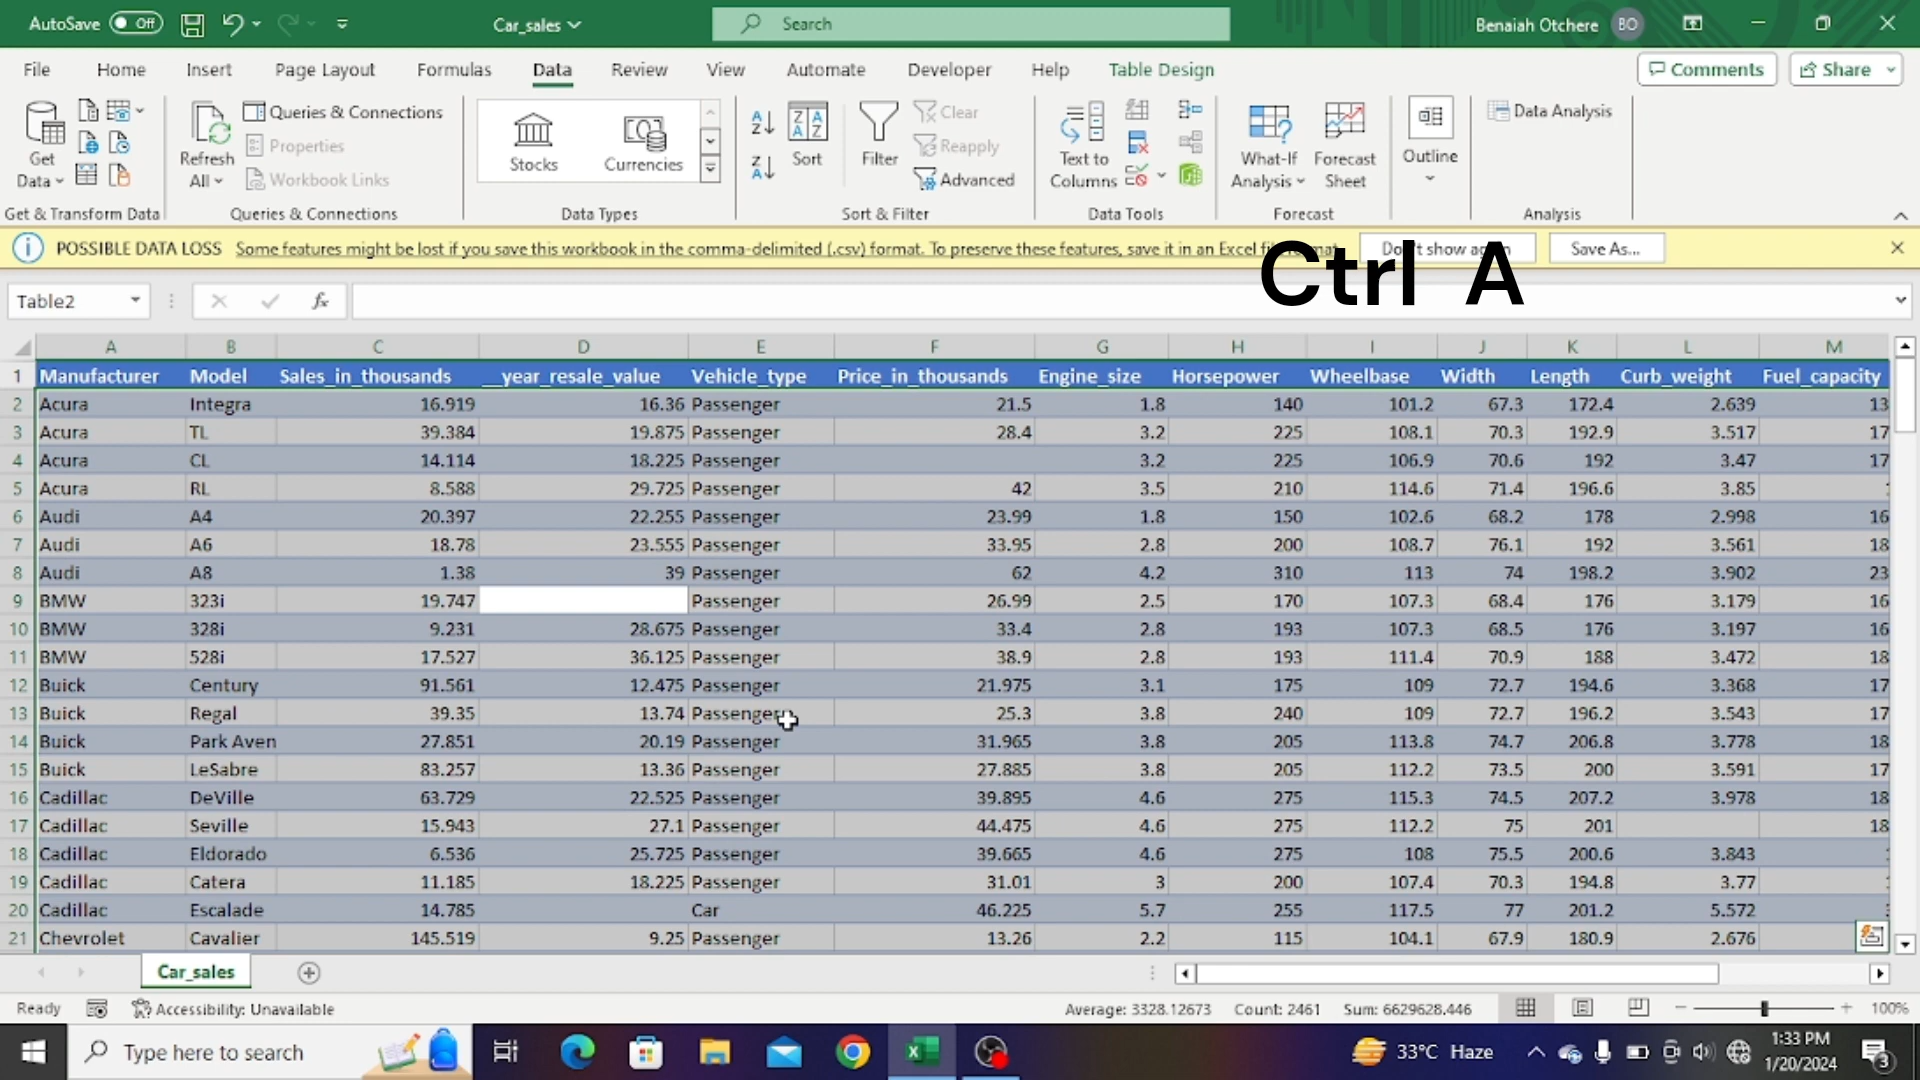 AutoSave Off Car_sales Search Benaiah Otchere BO
File Home Insert Page Layout Formulas Data Review View Automate Developer Help Table Design Comments Share
Get Data Refresh All Queries & Connections Properties Workbook Links Stocks Currencies Sort Filter Clear Reapply Advanced Text to Columns What-If Analysis Forecast Sheet Outline Data Analysis
Get & Transform Data Queries & Connections Data Types Sort & Filter Data Tools Forecast Analysis
POSSIBLE DATA LOSS Some features might be lost if you save this workbook in the comma-delimited (.csv) format. To preserve these features, save it in an Excel file format. Don't show again Save As...
Ctrl A
Table2 fx
A B C D E F G H I J K L M
1 Manufacturer Model Sales_in_thousands __year_resale_value Vehicle_type Price_in_thousands Engine_size Horsepower Wheelbase Width Length Curb_weight Fuel_capacity
2 Acura Integra 16.919 16.36 Passenger 21.5 1.8 140 101.2 67.3 172.4 2.639 13
3 Acura TL 39.384 19.875 Passenger 28.4 3.2 225 108.1 70.3 192.9 3.517 17
4 Acura CL 14.114 18.225 Passenger 3.2 225 106.9 70.6 192 3.47 17
5 Acura RL 8.588 29.725 Passenger 42 3.5 210 114.6 71.4 196.6 3.85
6 Audi A4 20.397 22.255 Passenger 23.99 1.8 150 102.6 68.2 178 2.998 16
7 Audi A6 18.78 23.555 Passenger 33.95 2.8 200 108.7 76.1 192 3.561 18
8 Audi A8 1.38 39 Passenger 62 4.2 310 113 74 198.2 3.902 23
9 BMW 323i 19.747 Passenger 26.99 2.5 170 107.3 68.4 176 3.179 16
10 BMW 328i 9.231 28.675 Passenger 33.4 2.8 193 107.3 68.5 176 3.197 16
11 BMW 528i 17.527 36.125 Passenger 38.9 2.8 193 111.4 70.9 188 3.472 18
12 Buick Century 91.561 12.475 Passenger 21.975 3.1 175 109 72.7 194.6 3.368 17
13 Buick Regal 39.35 13.74 Passenger 25.3 3.8 240 109 72.7 196.2 3.543 17
14 Buick Park Aven 27.851 20.19 Passenger 31.965 3.8 205 113.8 74.7 206.8 3.778 18
15 Buick LeSabre 83.257 13.36 Passenger 27.885 3.8 205 112.2 73.5 200 3.591 17
16 Cadillac DeVille 63.729 22.525 Passenger 39.895 4.6 275 115.3 74.5 207.2 3.978 18
17 Cadillac Seville 15.943 27.1 Passenger 44.475 4.6 275 112.2 75 201 18
18 Cadillac Eldorado 6.536 25.725 Passenger 39.665 4.6 275 108 75.5 200.6 3.843
19 Cadillac Catera 11.185 18.225 Passenger 31.01 3 200 107.4 70.3 194.8 3.77
20 Cadillac Escalade 14.785 Car 46.225 5.7 255 117.5 77 201.2 5.572
21 Chevrolet Cavalier 145.519 9.25 Passenger 13.26 2.2 115 104.1 67.9 180.9 2.676
Car_sales
Ready Accessibility: Unavailable Average: 3328.12673 Count: 2461 Sum: 6629628.446 100%
Type here to search 33°C Haze 1:33 PM
1/20/2024 3